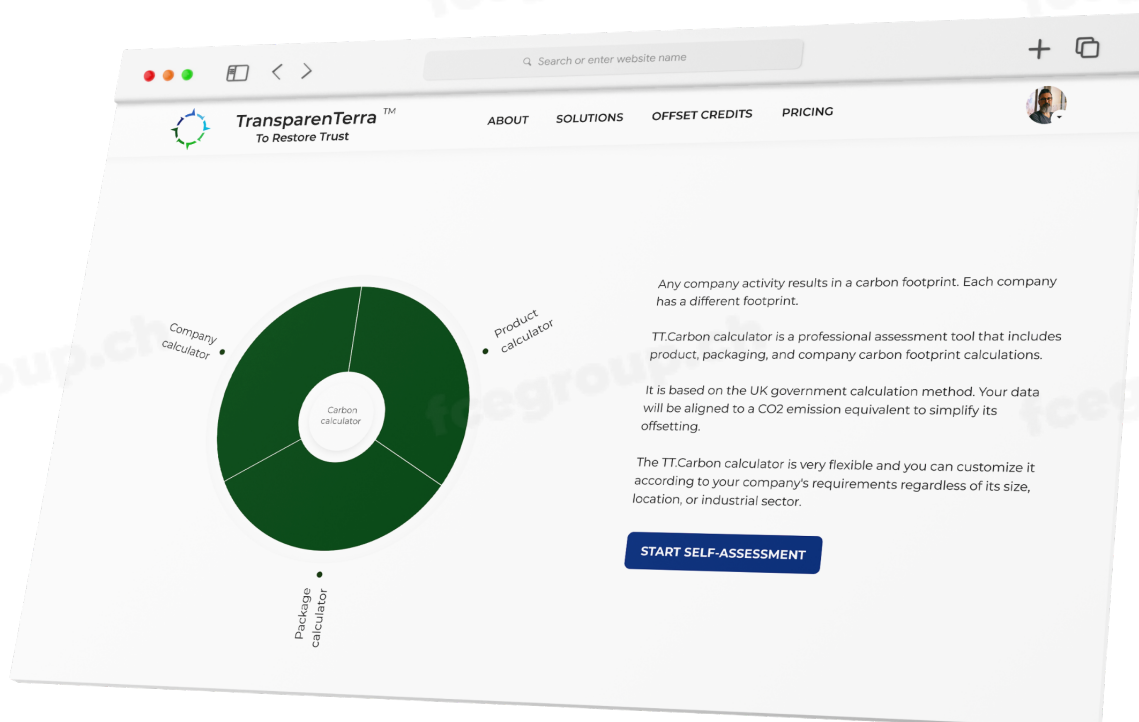 Search or enter website name
TransparenTerra ™
To Restore Trust
ABOUT
SOLUTIONS
OFFSET CREDITS
PRICING
Company
calculator
Product
calculator
Carbon
calculator
Package
calculator
Any company activity results in a carbon footprint. Each company
has a different footprint.
TT.Carbon calculator is a professional assessment tool that includes
product, packaging, and company carbon footprint calculations.
It is based on the UK government calculation method. Your data
will be aligned to a CO2 emission equivalent to simplify its
offsetting.
The TT.Carbon calculator is very flexible and you can customize it
according to your company's requirements regardless of its size,
location, or industrial sector.
START SELF-ASSESSMENT
fcegroup.ch